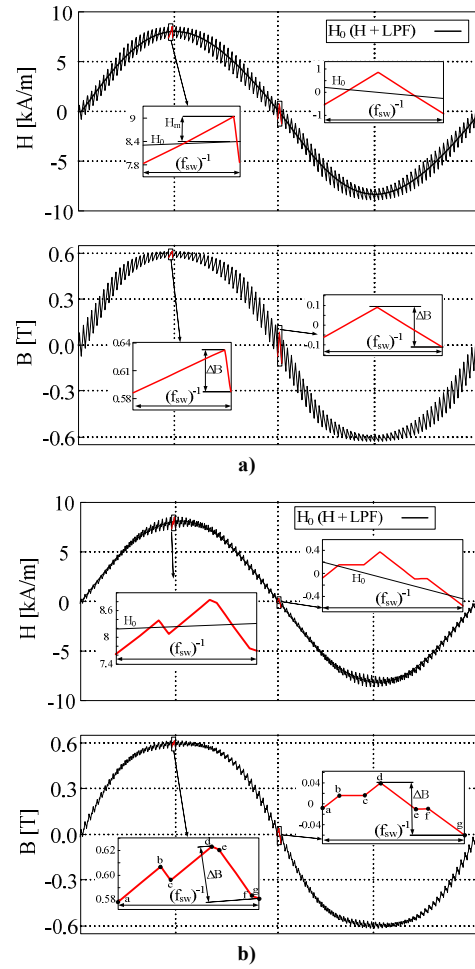 10
H₀ (H + LPF)
5
1
H₀
0
-1
9
Hₘ
8.4
H₀
7.8
(f_sw)⁻¹
(f_sw)⁻¹
H [kA/m]
0
-5
-10
0.6
0.3
0.1
0
-0.1
ΔB
(f_sw)⁻¹
0.64
0.61
0.58
ΔB
(f_sw)⁻¹
B [T]
0.0
-0.3
-0.6
a)
10
H₀ (H + LPF)
5
0.4
0
-0.4
H₀
(f_sw)⁻¹
8.6
H₀
8
7.4
(f_sw)⁻¹
H [kA/m]
0
-5
-10
0.6
0.3
0.04
0
-0.04
a
b
c
d
ΔB
e
f
g
(f_sw)⁻¹
0.62
0.6
0.58
a
b
c
d
e
ΔB
f
g
(f_sw)⁻¹
B [T]
0.0
-0.3
-0.6
b)